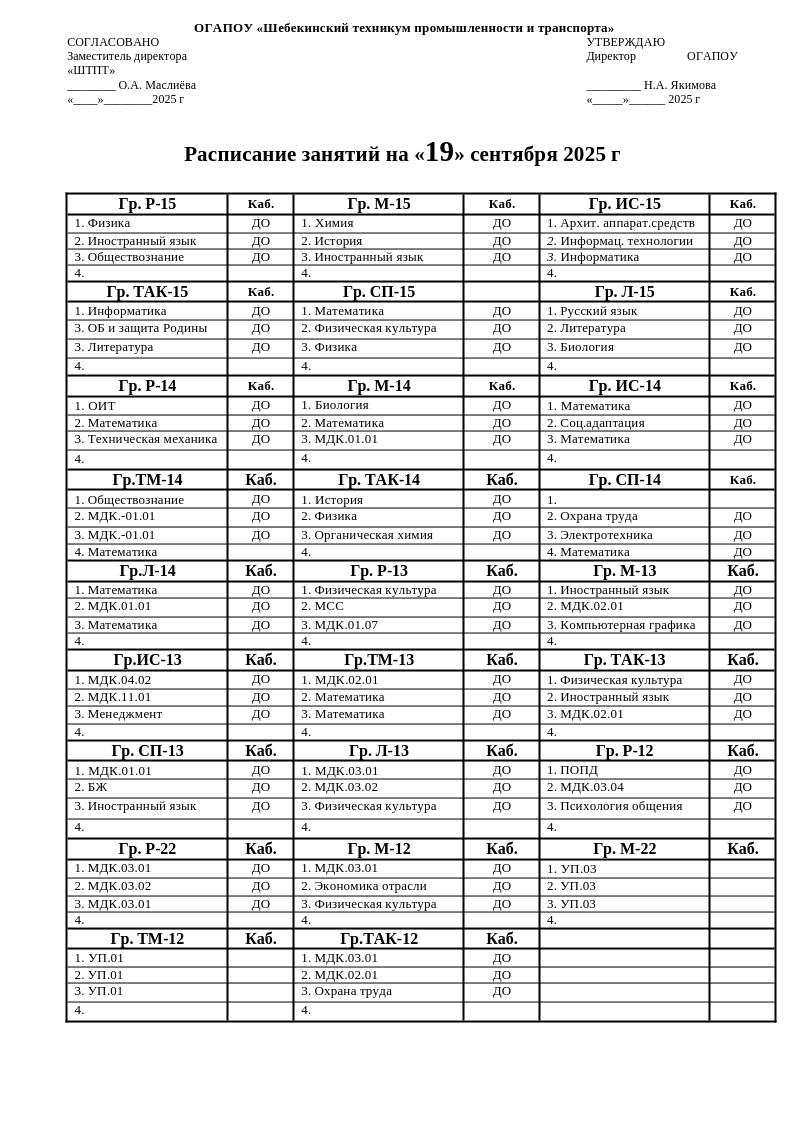 ОГАПОУ «Шебекинский техникум промышленности и транспорта»
СОГЛАСОВАНО УТВЕРЖДАЮ
Заместитель директора Директор ОГАПОУ
«ШТПТ»
________ О.А. Маслиёва _________ Н.А. Якимова
«____»________2025 г «_____»______ 2025 г
Расписание занятий на «19» сентября 2025 г
Гр. Р-15 Каб. Гр. М-15 Каб. Гр. ИС-15 Каб.
1. Физика ДО 1. Химия ДО 1. Архит. аппарат.средств ДО
2. Иностранный язык ДО 2. История ДО 2. Информац. технологии ДО
3. Обществознание ДО 3. Иностранный язык ДО 3. Информатика ДО
4. 4. 4.
Гр. ТАК-15 Каб. Гр. СП-15 Гр. Л-15 Каб.
1. Информатика ДО 1. Математика ДО 1. Русский язык ДО
3. ОБ и защита Родины ДО 2. Физическая культура ДО 2. Литература ДО
3. Литература ДО 3. Физика ДО 3. Биология ДО
4. 4. 4.
Гр. Р-14 Каб. Гр. М-14 Каб. Гр. ИС-14 Каб.
1. ОИТ ДО 1. Биология ДО 1. Математика ДО
2. Математика ДО 2. Математика ДО 2. Соц.адаптация ДО
3. Техническая механика ДО 3. МДК.01.01 ДО 3. Математика ДО
4. 4. 4.
Гр.ТМ-14 Каб. Гр. ТАК-14 Каб. Гр. СП-14 Каб.
1. Обществознание ДО 1. История ДО 1.
2. МДК.-01.01 ДО 2. Физика ДО 2. Охрана труда ДО
3. МДК.-01.01 ДО 3. Органическая химия ДО 3. Электротехника ДО
4. Математика 4. 4. Математика ДО
Гр.Л-14 Каб. Гр. Р-13 Каб. Гр. М-13 Каб.
1. Математика ДО 1. Физическая культура ДО 1. Иностранный язык ДО
2. МДК.01.01 ДО 2. МСС ДО 2. МДК.02.01 ДО
3. Математика ДО 3. МДК.01.07 ДО 3. Компьютерная графика ДО
4. 4. 4.
Гр.ИС-13 Каб. Гр.ТМ-13 Каб. Гр. ТАК-13 Каб.
1. МДК.04.02 ДО 1. МДК.02.01 ДО 1. Физическая культура ДО
2. МДК.11.01 ДО 2. Математика ДО 2. Иностранный язык ДО
3. Менеджмент ДО 3. Математика ДО 3. МДК.02.01 ДО
4. 4. 4.
Гр. СП-13 Каб. Гр. Л-13 Каб. Гр. Р-12 Каб.
1. МДК.01.01 ДО 1. МДК.03.01 ДО 1. ПОПД ДО
2. БЖ ДО 2. МДК.03.02 ДО 2. МДК.03.04 ДО
3. Иностранный язык ДО 3. Физическая культура ДО 3. Психология общения ДО
4. 4. 4.
Гр. Р-22 Каб. Гр. М-12 Каб. Гр. М-22 Каб.
1. МДК.03.01 ДО 1. МДК.03.01 ДО 1. УП.03
2. МДК.03.02 ДО 2. Экономика отрасли ДО 2. УП.03
3. МДК.03.01 ДО 3. Физическая культура ДО 3. УП.03
4. 4. 4.
Гр. ТМ-12 Каб. Гр.ТАК-12 Каб.
1. УП.01 1. МДК.03.01 ДО
2. УП.01 2. МДК.02.01 ДО
3. УП.01 3. Охрана труда ДО
4. 4.